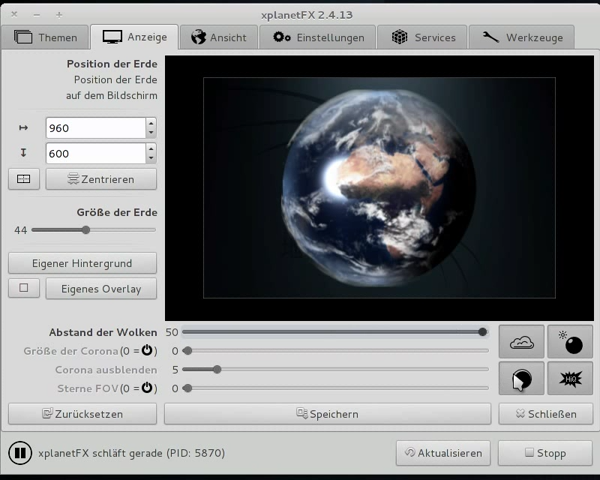 xplanetFX 2.4.13
Themen Anzeige Ansicht Einstellungen Services Werkzeuge
Position der Erde
Position der Erde
auf dem Bildschirm
960
600
Zentrieren
Größe der Erde
44
Eigener Hintergrund
Eigenes Overlay
Abstand der Wolken 50
Größe der Corona (0 = ) 0
Corona ausblenden 5
Sterne FOV (0 = ) 0
Zurücksetzen Speichern Schließen
xplanetFX schläft gerade (PID: 5870) Aktualisieren Stopp